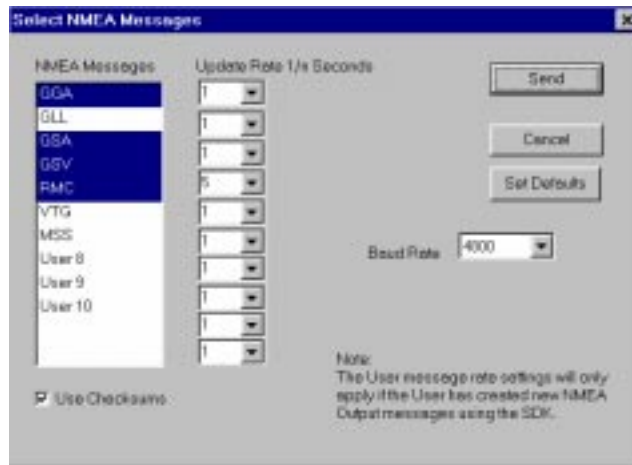 Select NMEA Messages
NMEA Messages
Update Rate 1/n Seconds
GGA
GLL
GSA
GSV
RMC
VTG
MSS
User 8
User 9
User 10
1
1
1
5
1
1
1
1
1
1
Send
Cancel
Set Defaults
Baud Rate
4800
Use Checksums
Note:
The User message rate settings will only
apply if the User has created new NMEA
Output messages using the SDK.